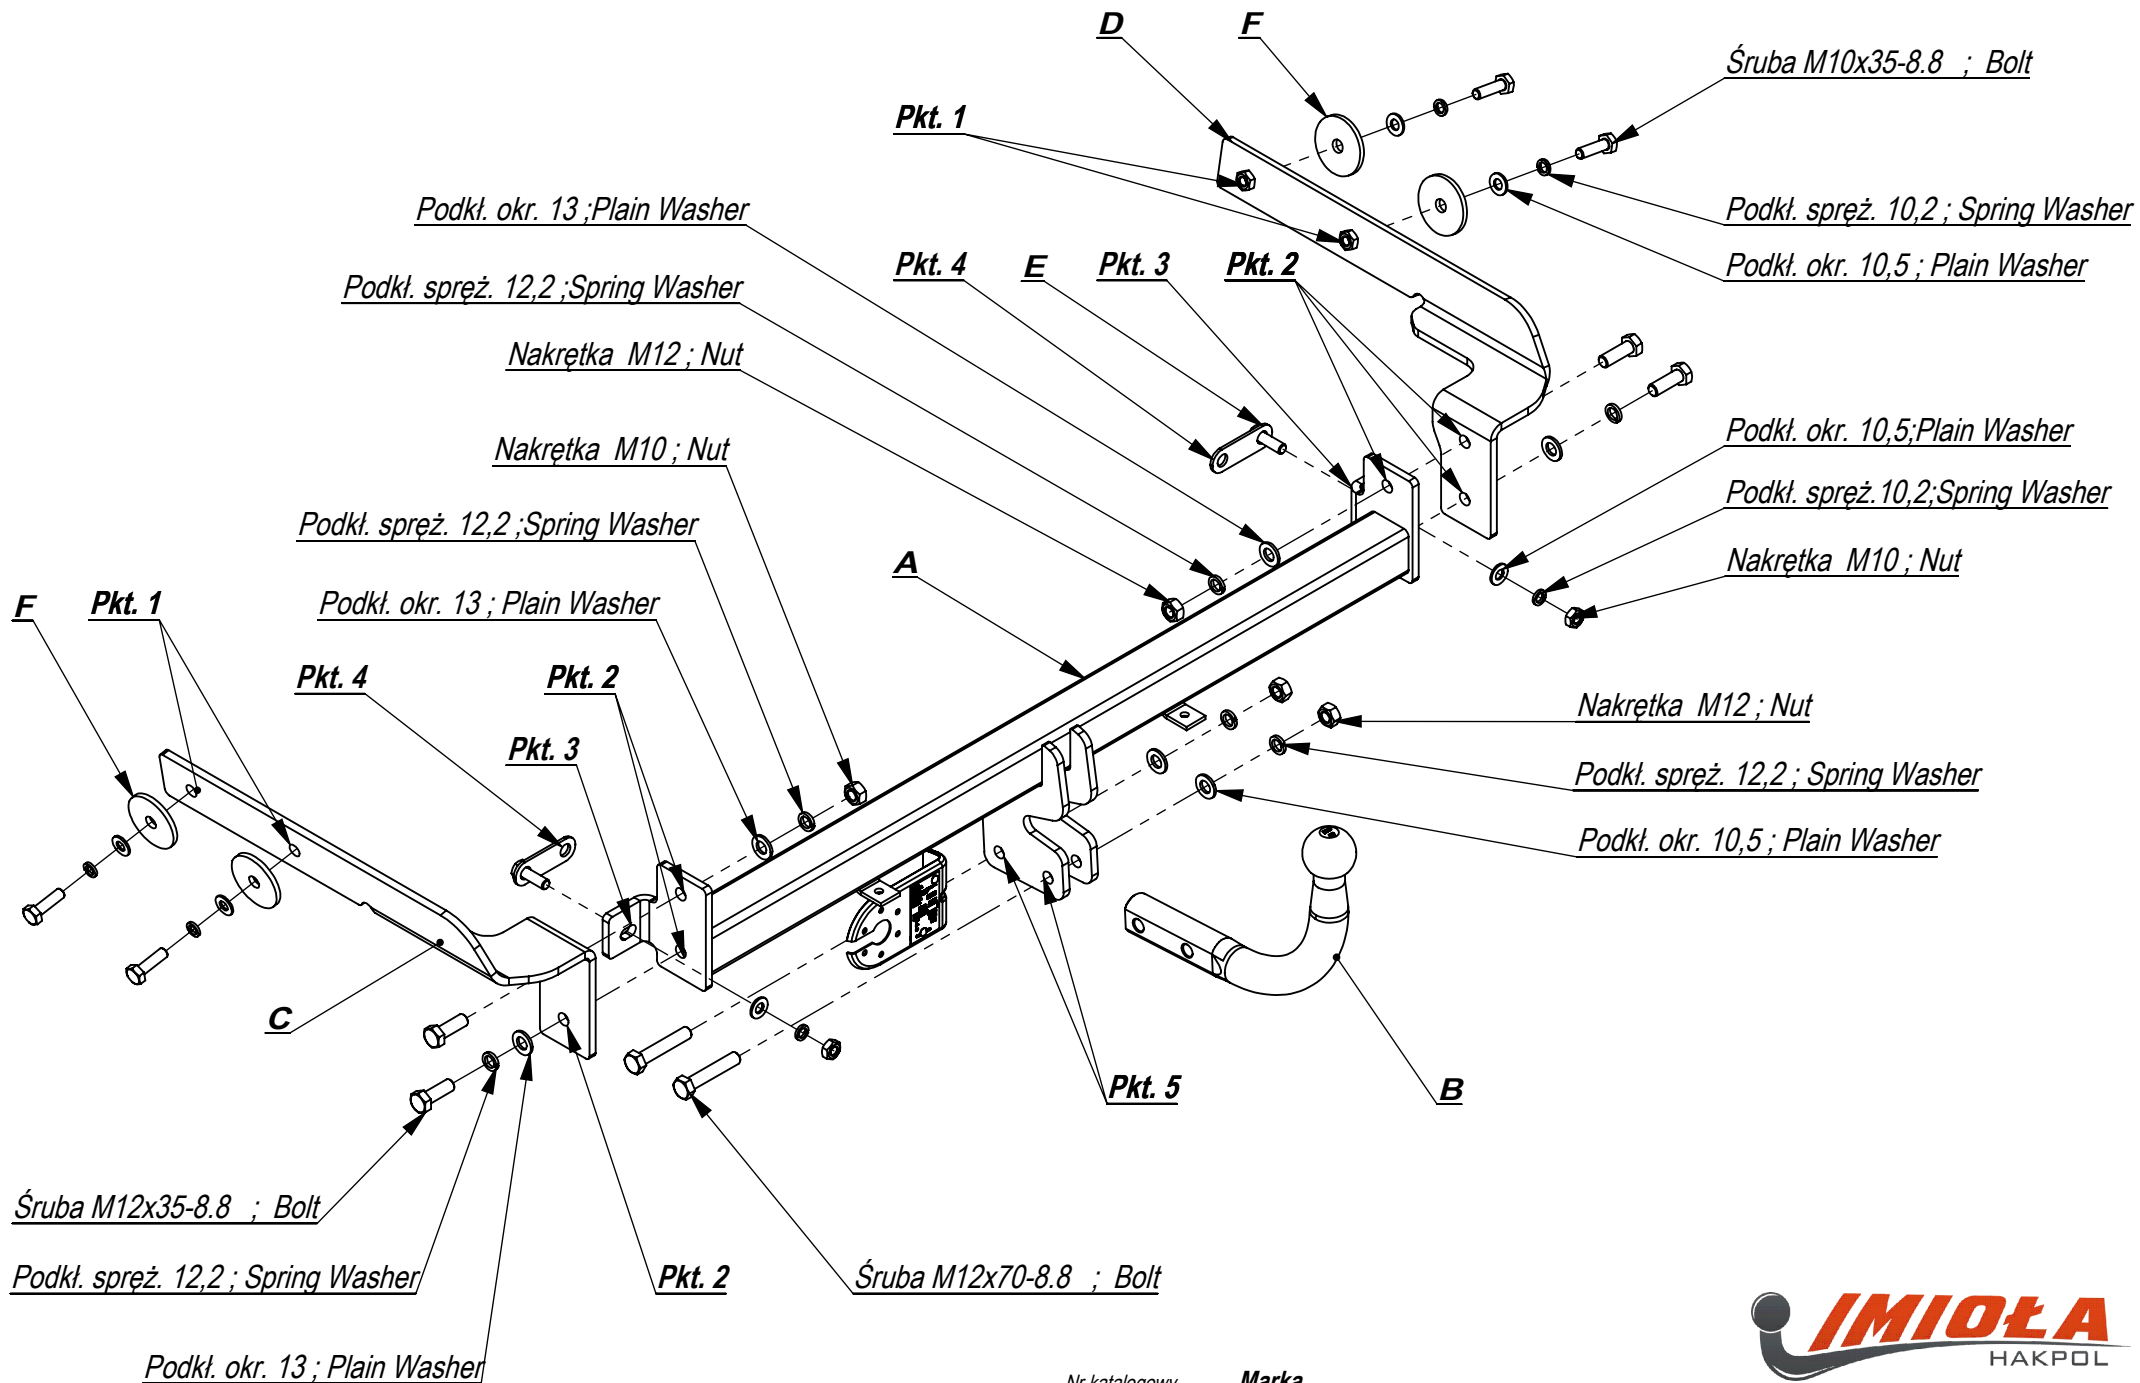 D
F
Śruba M10x35-8.8 ; Bolt
Pkt. 1
Podkł. okr. 13 ;Plain Washer
Podkł. spręż. 10,2 ; Spring Washer
Pkt. 4
E
Pkt. 3
Pkt. 2
Podkł. okr. 10,5 ; Plain Washer
Podkł. spręż. 12,2 ;Spring Washer
Nakrętka M12 ; Nut
Nakrętka M10 ; Nut
Podkł. okr. 10,5;Plain Washer
Podkł. spręż.10,2;Spring Washer
Podkł. spręż. 12,2 ;Spring Washer
A
Nakrętka M10 ; Nut
F
Pkt. 1
Podkł. okr. 13 ; Plain Washer
Pkt. 4
Pkt. 2
Nakrętka M12 ; Nut
Pkt. 3
Podkł. spręż. 12,2 ; Spring Washer
Podkł. okr. 10,5 ; Plain Washer
C
Pkt. 5
B
Śruba M12x35-8.8 ; Bolt
Podkł. spręż. 12,2 ; Spring Washer
Pkt. 2
Śruba M12x70-8.8 ; Bolt
Podkł. okr. 13 ; Plain Washer
IMIOŁA
HAKPOL
Nr katalogowy
Marka